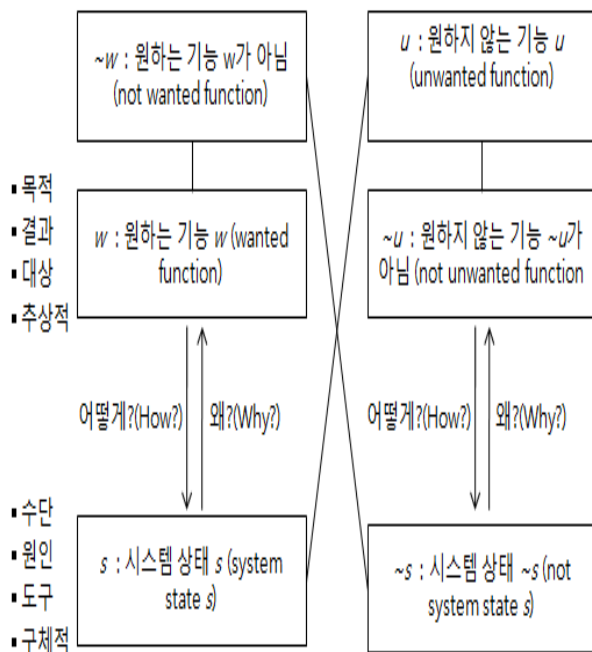 ~w : 원하는 기능 w가 아님
(not wanted function)
u : 원하지 않는 기능 u
(unwanted function)
▪ 목적
▪ 결과
▪ 대상
▪ 추상적
w : 원하는 기능 w (wanted
function)
~u : 원하지 않는 기능 ~u가
아님 (not unwanted function
어떻게?(How?)
왜?(Why?)
어떻게?(How?)
왜?(Why?)
▪ 수단
▪ 원인
▪ 도구
▪ 구체적
s : 시스템 상태 s (system
state s)
~s : 시스템 상태 ~s (not
system state s)